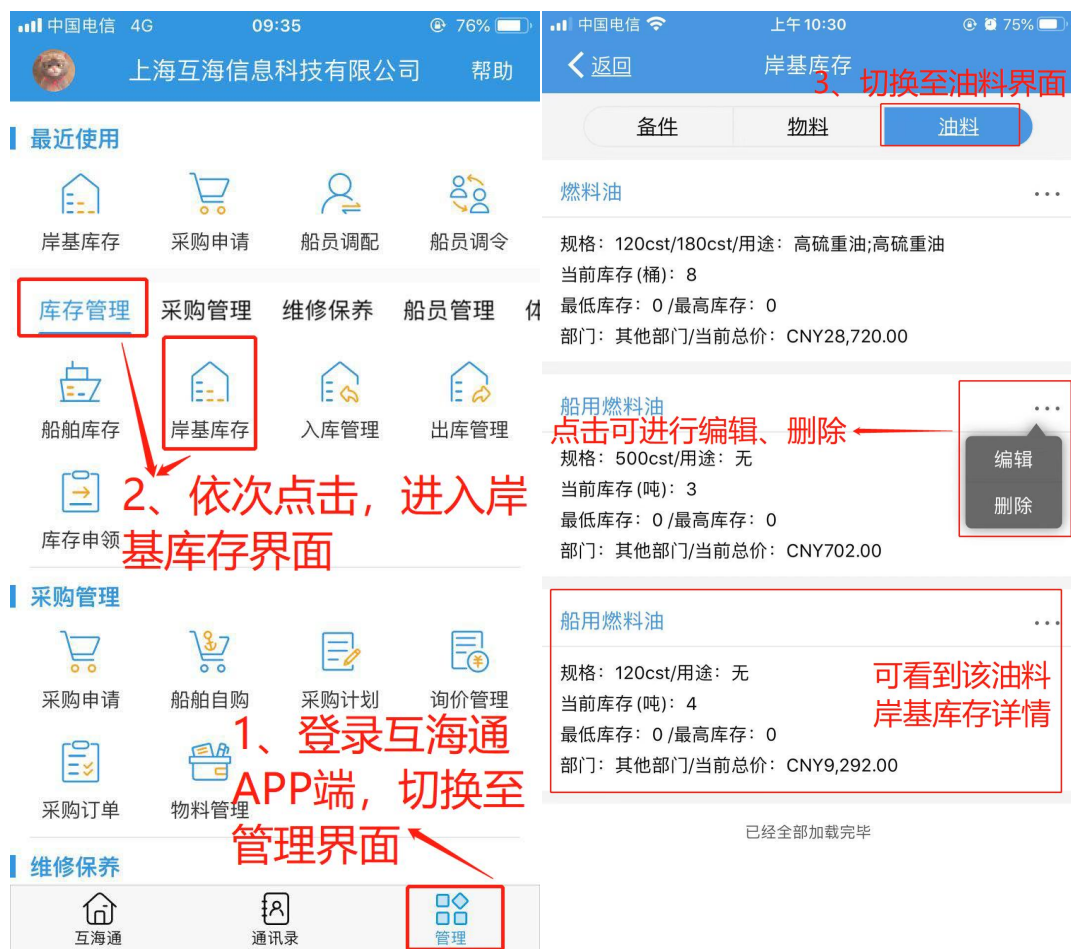 中国电信 4G 09:35 76%
上海互海信息科技有限公司 帮助
最近使用
岸基库存 采购申请 船员调配 船员调令
库存管理 采购管理 维修保养 船员管理
船舶库存 岸基库存 入库管理 出库管理
2、依次点击，进入岸
基库存界面
库存申领
采购管理
采购申请 船舶自购 采购计划 询价管理
1、登录互海通
APP端，切换至
管理界面
采购订单 物料管理
维修保养
互海通 通讯录 管理
中国电信 上午10:30 75%
返回 岸基库存
3、切换至油料界面
备件 物料 油料
燃料油
规格：120cst/180cst/用途：高硫重油;高硫重油
当前库存(桶)：8
最低库存：0 /最高库存：0
部门：其他部门/当前总价：CNY28,720.00
船用燃料油
点击可进行编辑、删除
编辑
删除
规格：500cst/用途：无
当前库存(吨)：3
最低库存：0 /最高库存：0
部门：其他部门/当前总价：CNY702.00
船用燃料油
规格：120cst/用途：无
当前库存(吨)：4
最低库存：0 /最高库存：0
部门：其他部门/当前总价：CNY9,292.00
可看到该油料
岸基库存详情
已经全部加载完毕